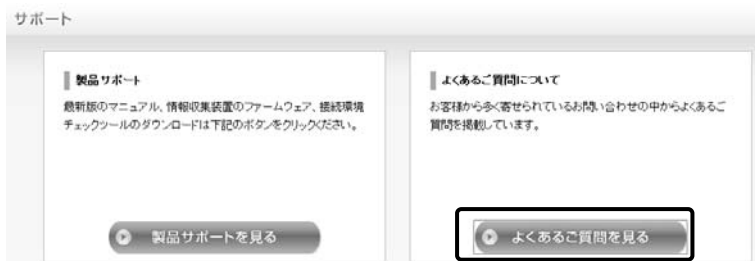 サポート
製品サポート
最新版のマニュアル、情報収集装置のファームウェア、接続環境
チェックツールのダウンロードは下記のボタンをクリックください。
製品サポートを見る
よくあるご質問について
お客様から多く寄せられているお問い合わせの中からよくあるご
質問を掲載しています。
よくあるご質問を見る